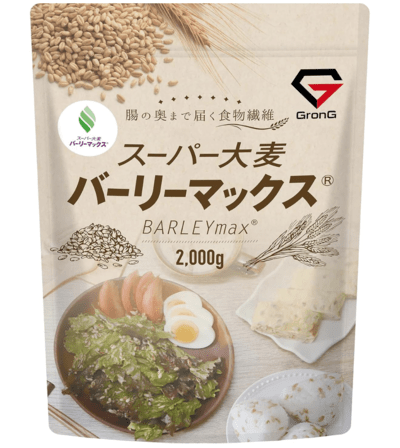 GronG
腸の奥まで届く食物繊維
スーパー大麦
バーリーマックス®
スーパー大麦
バーリーマックス®
BARLEYmax®
2,000g